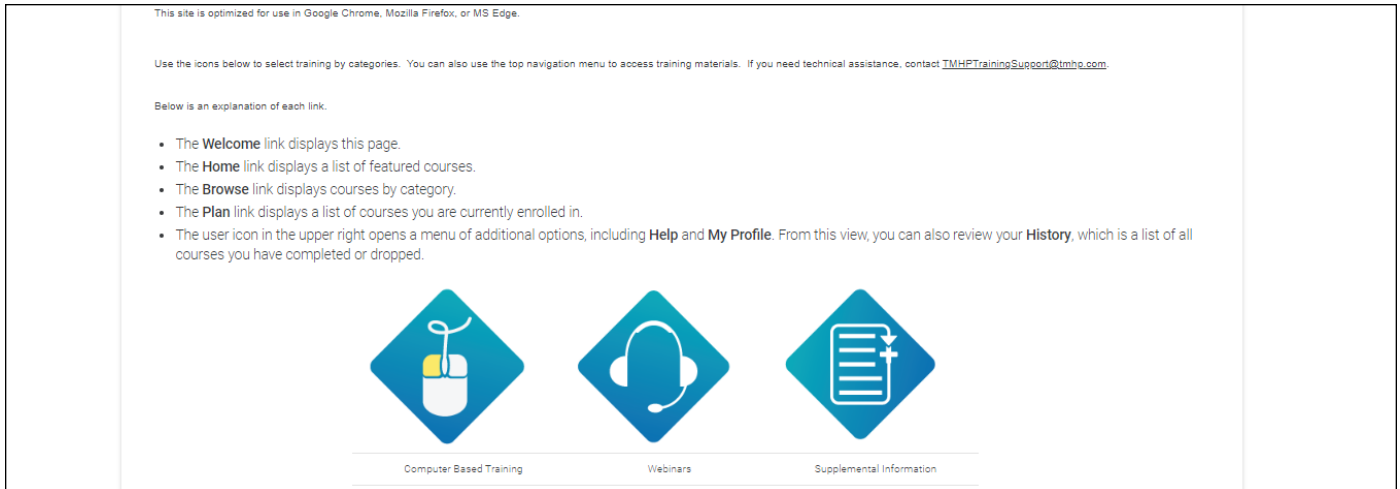 This site is optimized for use in Google Chrome, Mozilla Firefox, or MS Edge.
Use the icons below to select training by categories. You can also use the top navigation menu to access training materials. If you need technical assistance, contact TMHPTrainingSupport@tmhp.com.
Below is an explanation of each link.
• The Welcome link displays this page.
• The Home link displays a list of featured courses.
• The Browse link displays courses by category.
• The Plan link displays a list of courses you are currently enrolled in.
• The user icon in the upper right opens a menu of additional options, including Help and My Profile. From this view, you can also review your History, which is a list of all
courses you have completed or dropped.
Computer Based Training
Webinars
Supplemental Information